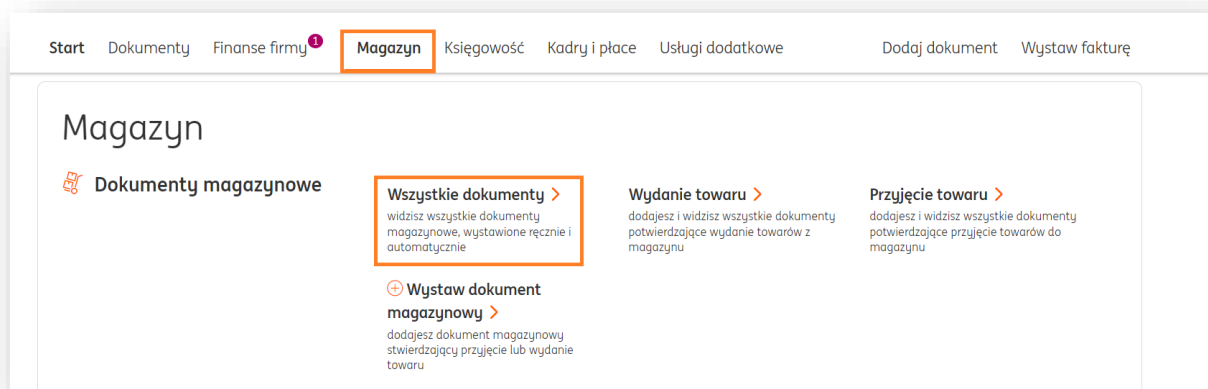 Start Dokumenty Finanse firmy 1 Magazyn Księgowość Kadry i płace Usługi dodatkowe Dodaj dokument Wystaw fakturę
Magazyn
Dokumenty magazynowe
Wszystkie dokumenty >
widzisz wszystkie dokumenty
magazynowe, wystawione ręcznie i
automatycznie
Wydanie towaru >
dodajesz i widzisz wszystkie dokumenty
potwierdzające wydanie towarów z
magazynu
Przyjęcie towaru >
dodajesz i widzisz wszystkie dokumenty
potwierdzające przyjęcie towarów do
magazynu
Wystaw dokument
magazynowy >
dodajesz dokument magazynowy
stwierdzający przyjęcie lub wydanie
towaru